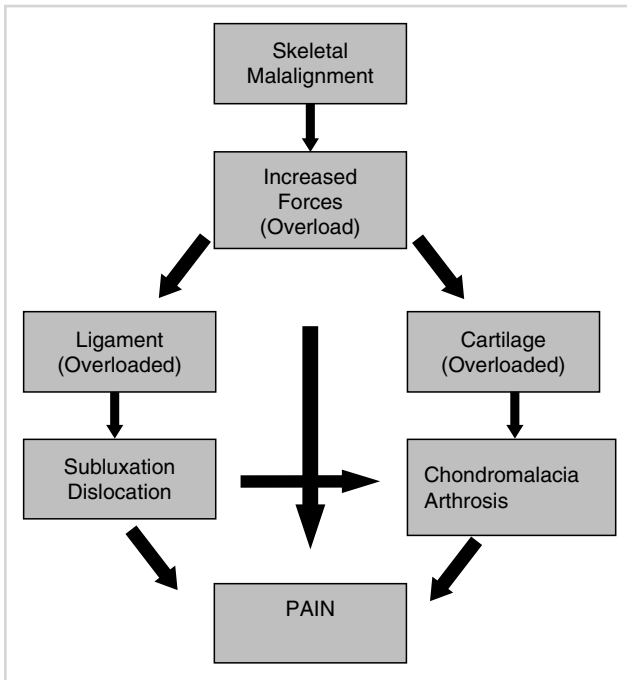 Skeletal
Malalignment
Increased
Forces
(Overload)
Ligament
(Overloaded)
Cartilage
(Overloaded)
Subluxation
Dislocation
Chondromalacia
Arthrosis
PAIN